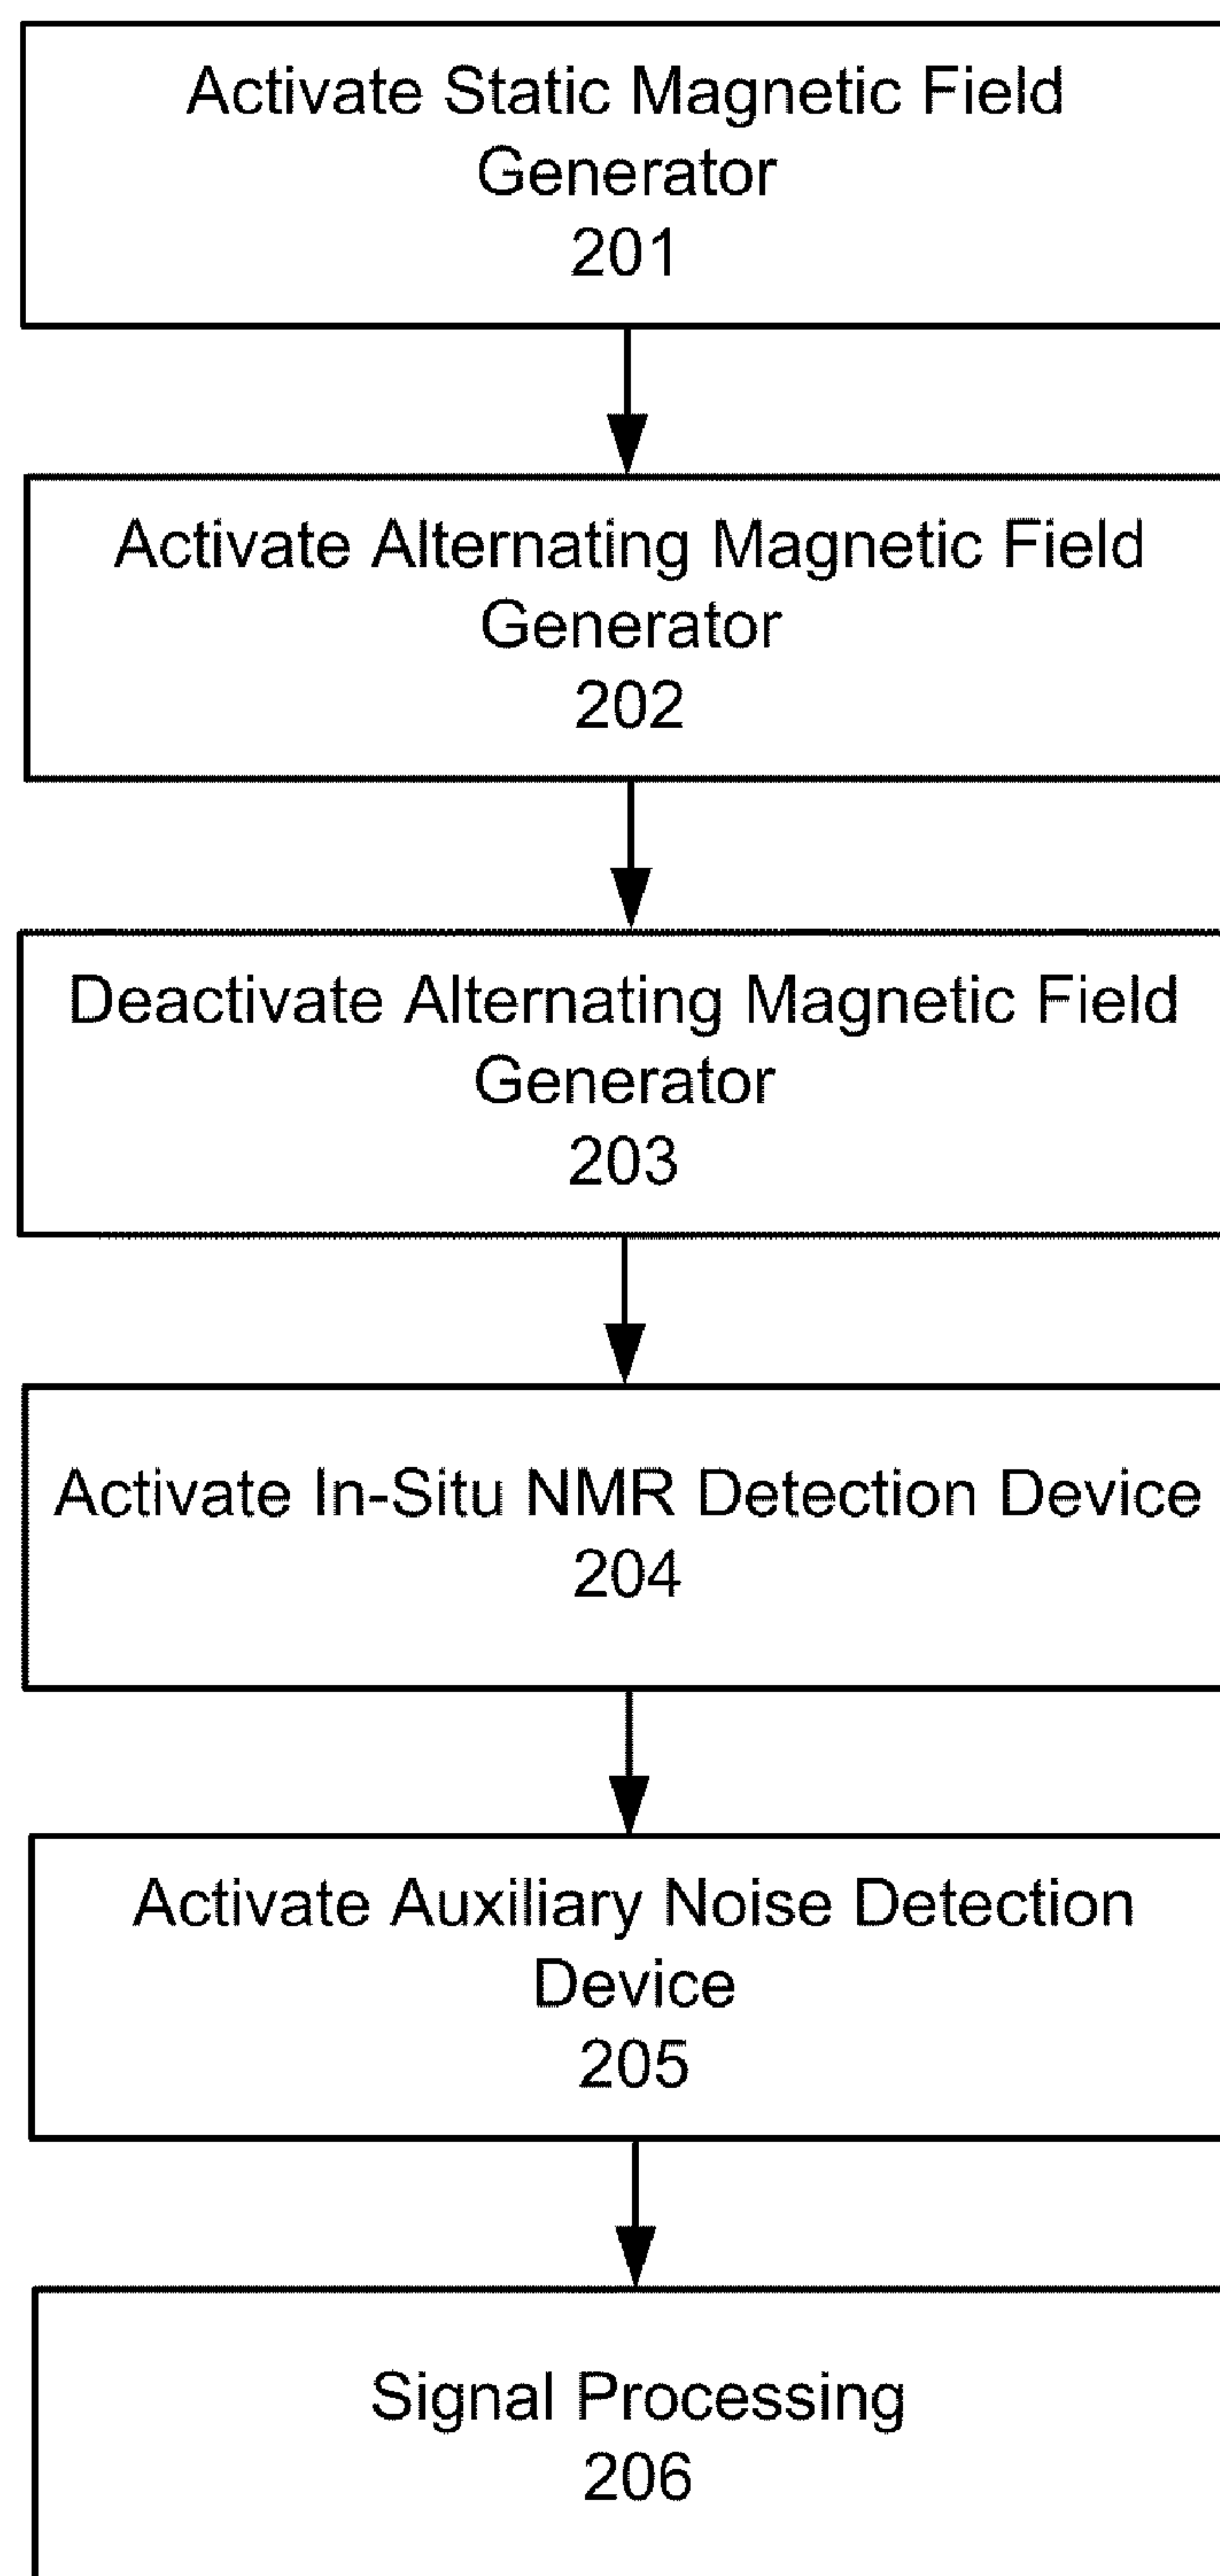 Activate Static Magnetic Field
Generator
201
Activate Alternating Magnetic Field
Generator
202
Deactivate Alternating Magnetic Field
Generator
203
Activate In-Situ NMR Detection Device
204
Activate Auxiliary Noise Detection
Device
205
Signal Processing
206